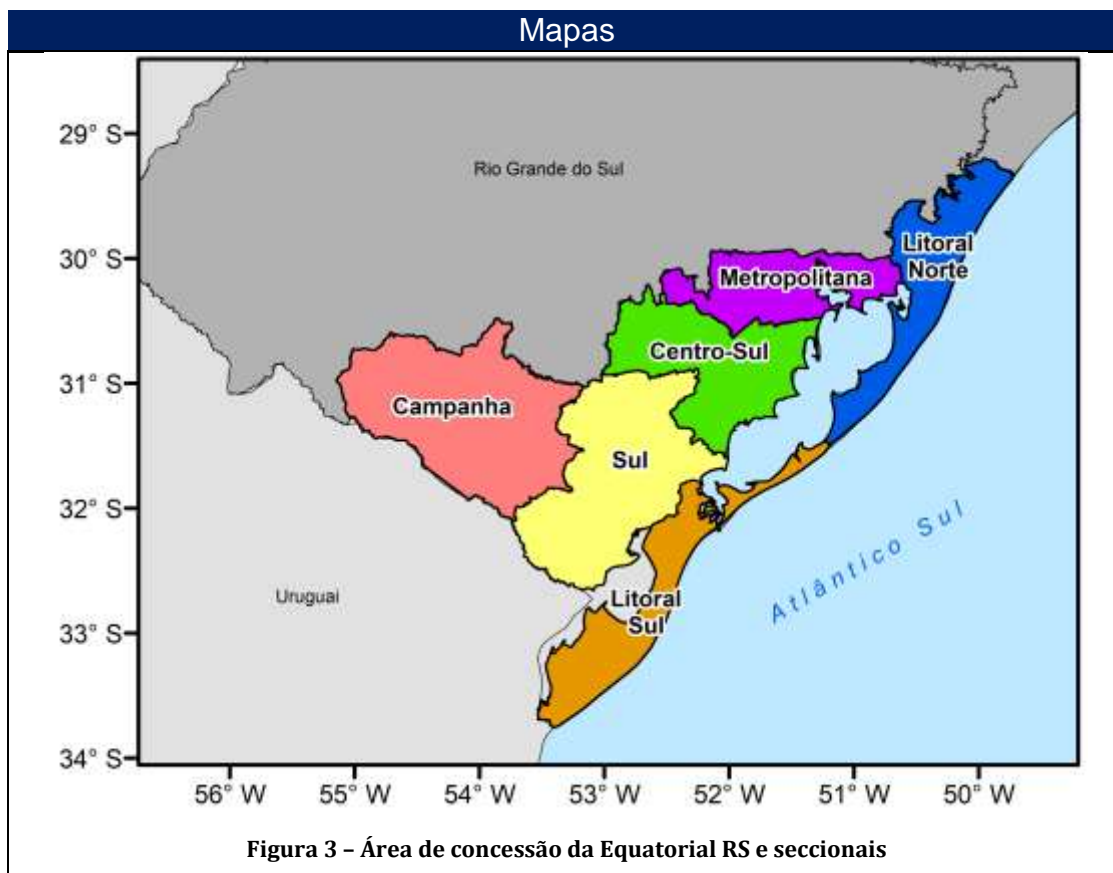 Mapas
29° S
30° S
31° S
32° S
33° S
34° S
Rio Grande do Sul
Litoral
Norte
Metropolitana
Centro-Sul
Campanha
Sul
Atlântico Sul
Uruguai
Litoral
Sul
56° W
55° W
54° W
53° W
52° W
51° W
50° W
Figura 3 – Área de concessão da Equatorial RS e seccionais